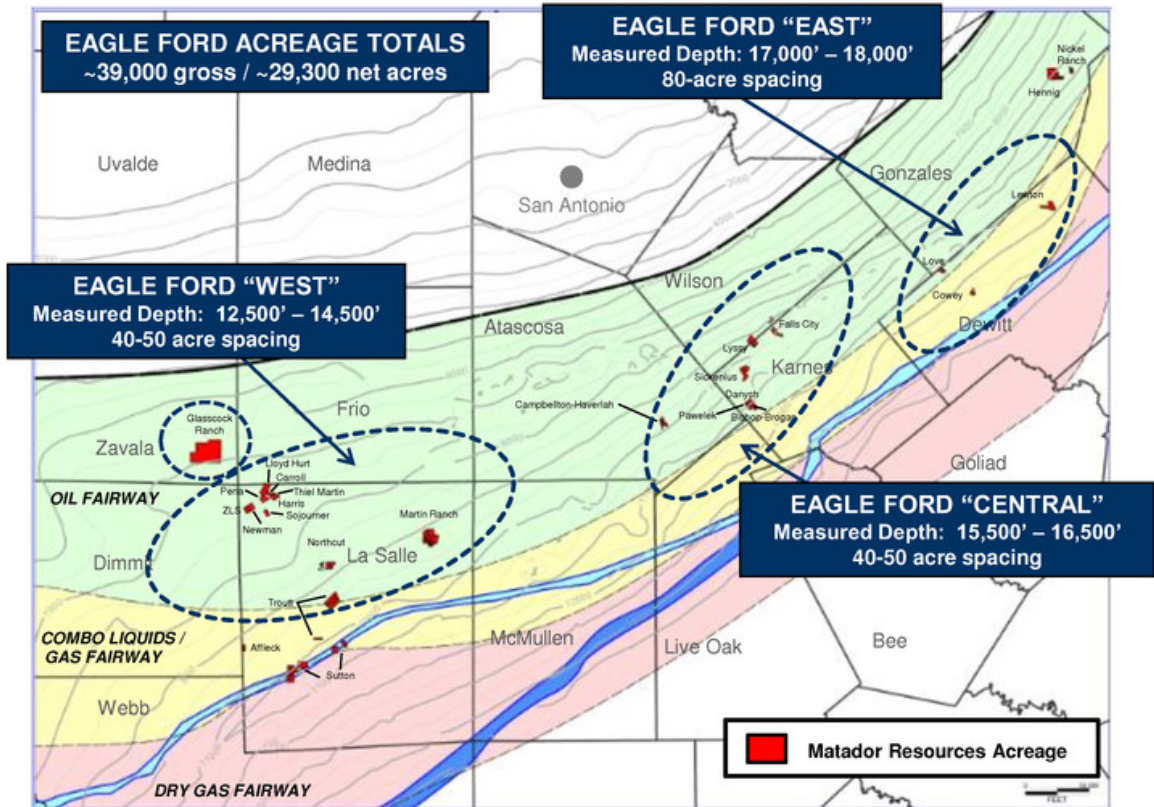 EAGLE FORD ACREAGE TOTALS
~39,000 gross / ~29,300 net acres
EAGLE FORD “EAST”
Measured Depth: 17,000’ – 18,000’
80-acre spacing
Nickel
Ranch
Hennig
Uvalde
Medina
San Antonio
Gonzales
Lewton
Love
Cowey
Dewitt
EAGLE FORD “WEST”
Measured Depth: 12,500’ – 14,500’
40-50 acre spacing
Wilson
Atascosa
Falls City
Lyssy
Sickenius
Karnes
Danysh
Pawelek
Bishop-Brogan
Campbellton-Haverlah
Frio
Zavala
Glasscock
Ranch
Goliad
OIL FAIRWAY
Lloyd Hurt
Carroll
Pena
Thiel Martin
Harris
ZLS
Sojourner
Newman
Martin Ranch
Northcut
La Salle
Dimmit
EAGLE FORD “CENTRAL”
Measured Depth: 15,500’ – 16,500’
40-50 acre spacing
Troutt
COMBO LIQUIDS /
GAS FAIRWAY
Affleck
Sutton
McMullen
Live Oak
Bee
Webb
Matador Resources Acreage
DRY GAS FAIRWAY
FEET